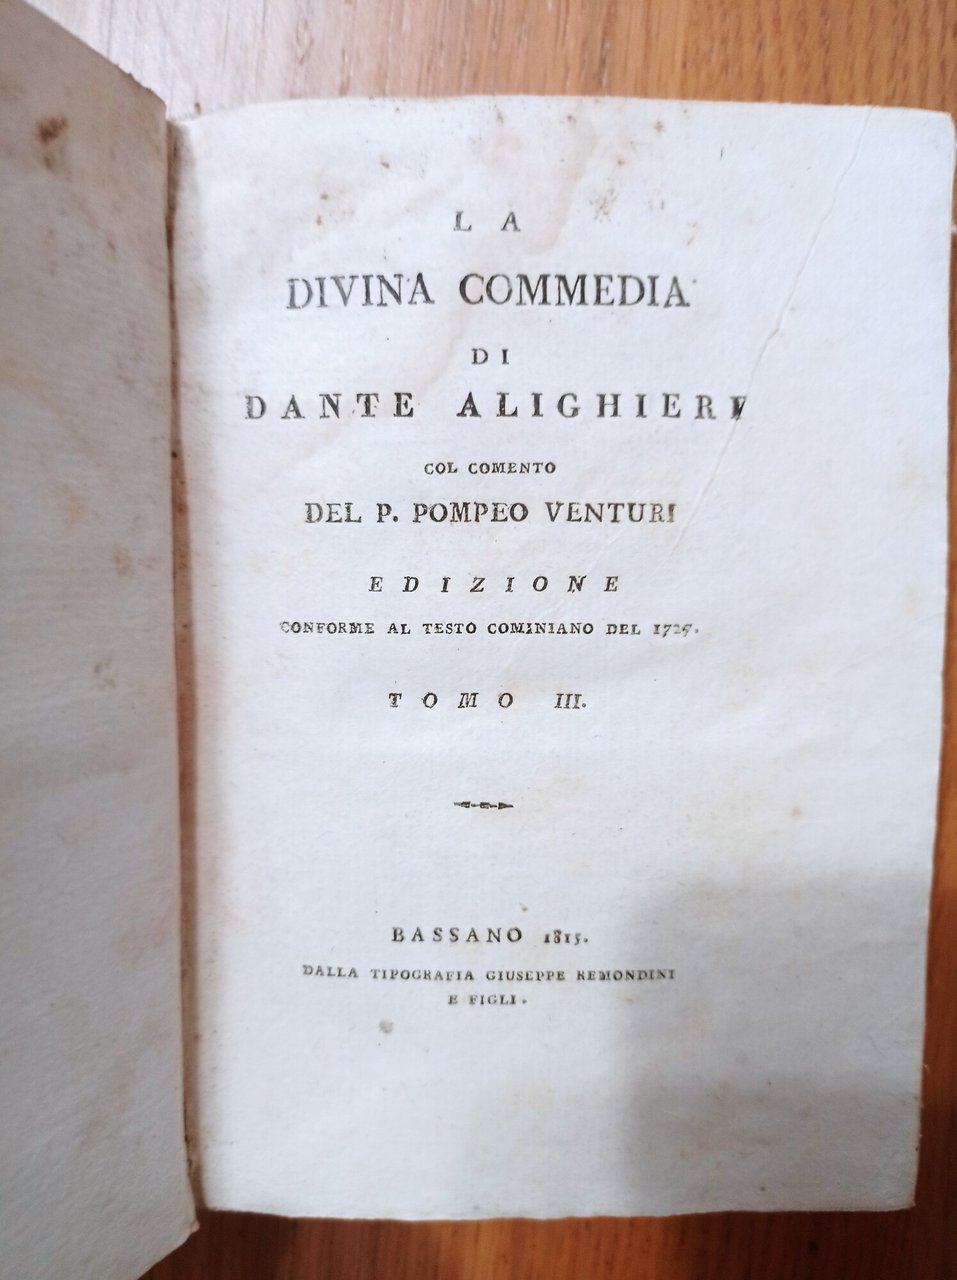 LA
DIVINA COMMEDIA
DI
DANTE ALIGHIERI
COL COMENTO
DEL P. POMPEO VENTURI
EDIZIONE
CONFORME AL TESTO COMINIANO DEL
TOMO III.
BASSANO 1815.
DALLA TIPOGRAFIA GIUSEPPE REMONDINI
E FIGLI.